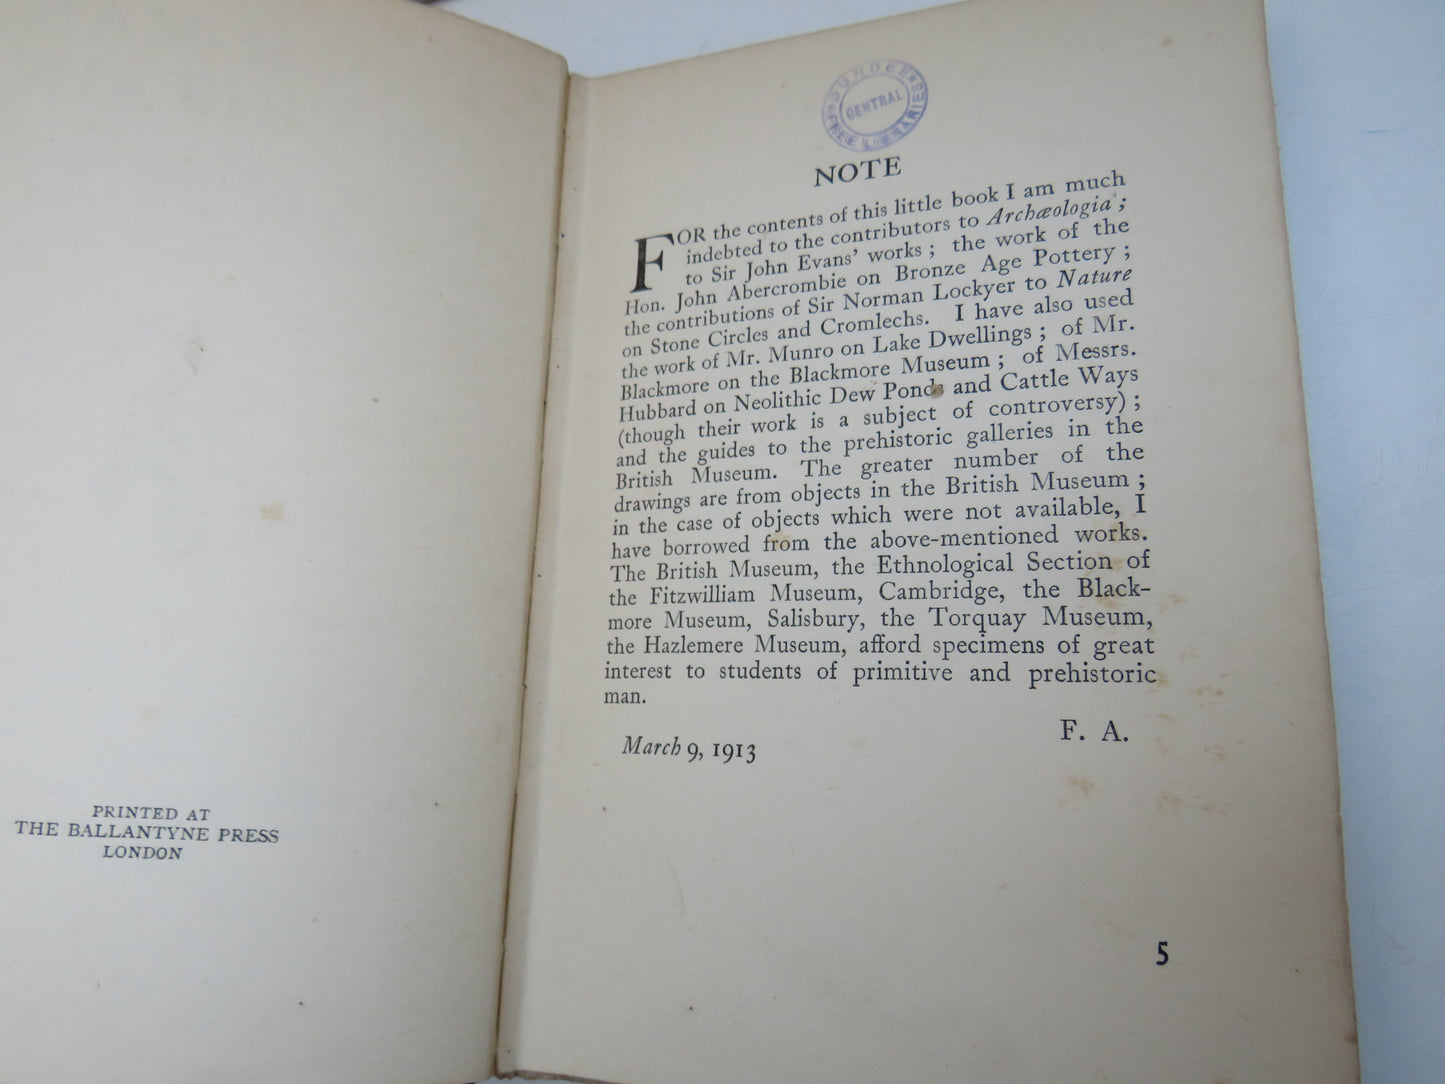 PRINTED AT
THE BALLANTYNE PRESS
LONDON
DUNDEE
CENTRAL
FREE LIBRARIES
NOTE
FOR the contents of this little book I am much
indebted to the contributors to Archæologia;
to Sir John Evans' works; the work of the
Hon. John Abercrombie on Bronze Age Pottery;
the contributions of Sir Norman Lockyer to Nature
on Stone Circles and Cromlechs. I have also used
the work of Mr. Munro on Lake Dwellings; of Mr.
Blackmore on the Blackmore Museum; of Messrs.
Hubbard on Neolithic Dew Ponds and Cattle Ways
(though their work is a subject of controversy);
and the guides to the prehistoric galleries in the
British Museum. The greater number of the
drawings are from objects in the British Museum;
in the case of objects which were not available, I
have borrowed from the above-mentioned works.
The British Museum, the Ethnological Section of
the Fitzwilliam Museum, Cambridge, the Black-
more Museum, Salisbury, the Torquay Museum,
the Hazlemere Museum, afford specimens of great
interest to students of primitive and prehistoric
man.
F. A.
March 9, 1913
5